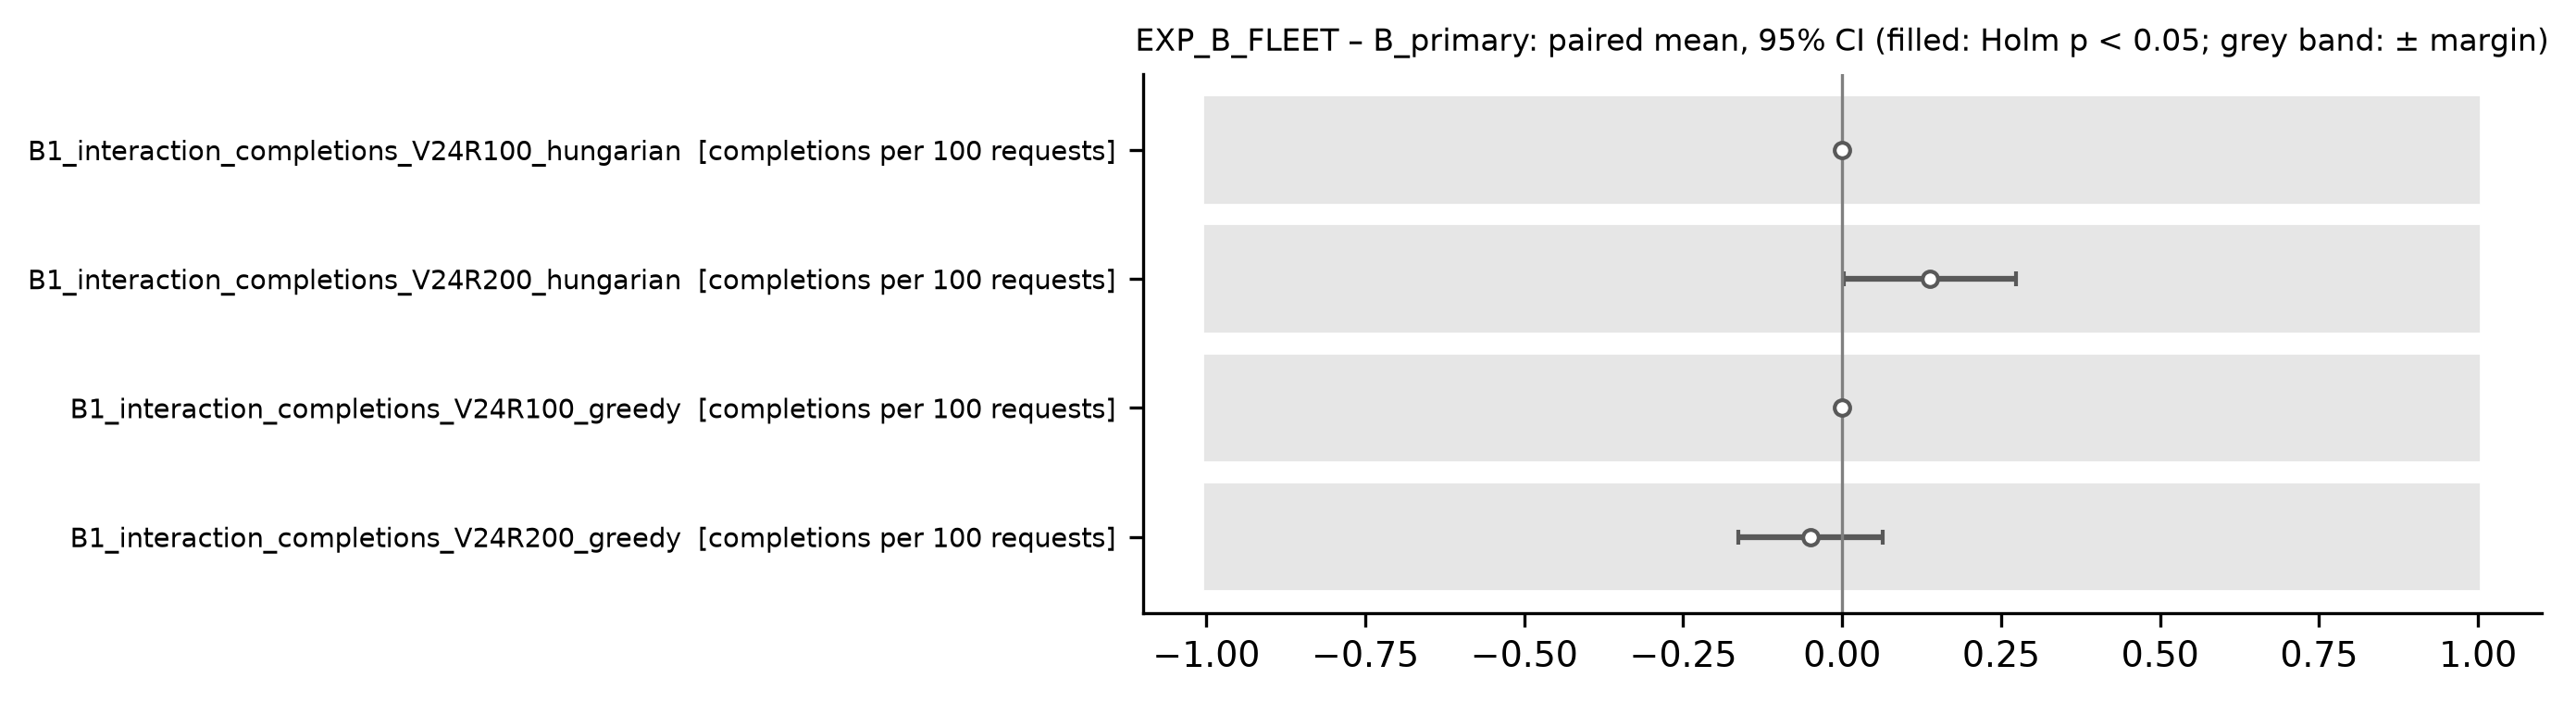 EXP_B_FLEET – B_primary: paired mean, 95% CI (filled: Holm p < 0.05; grey band: ± margin)
B1_interaction_completions_V24R100_hungarian [completions per 100 requests]
B1_interaction_completions_V24R200_hungarian [completions per 100 requests]
B1_interaction_completions_V24R100_greedy [completions per 100 requests]
B1_interaction_completions_V24R200_greedy [completions per 100 requests]
−1.00 −0.75 −0.50 −0.25 0.00 0.25 0.50 0.75 1.00